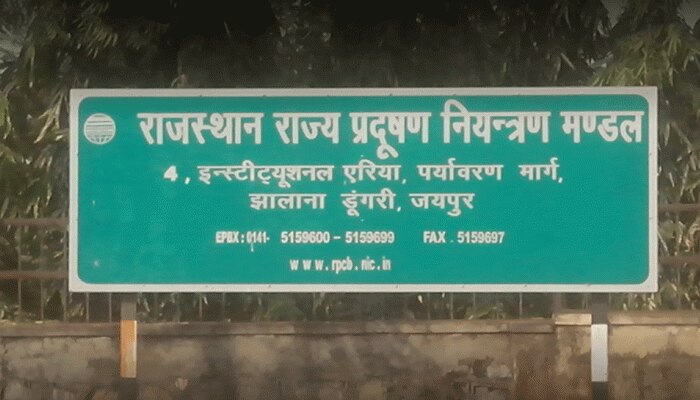 राजस्थान राज्य प्रदूषण नियन्त्रण मण्डल
4, इन्स्टीट्यूशनल एरिया, पर्यावरण मार्ग,
झालाना डूंगरी, जयपुर
EPBX : 0141- 5159600 – 5159699 FAX . 5159697
www.rpcb.nic.in